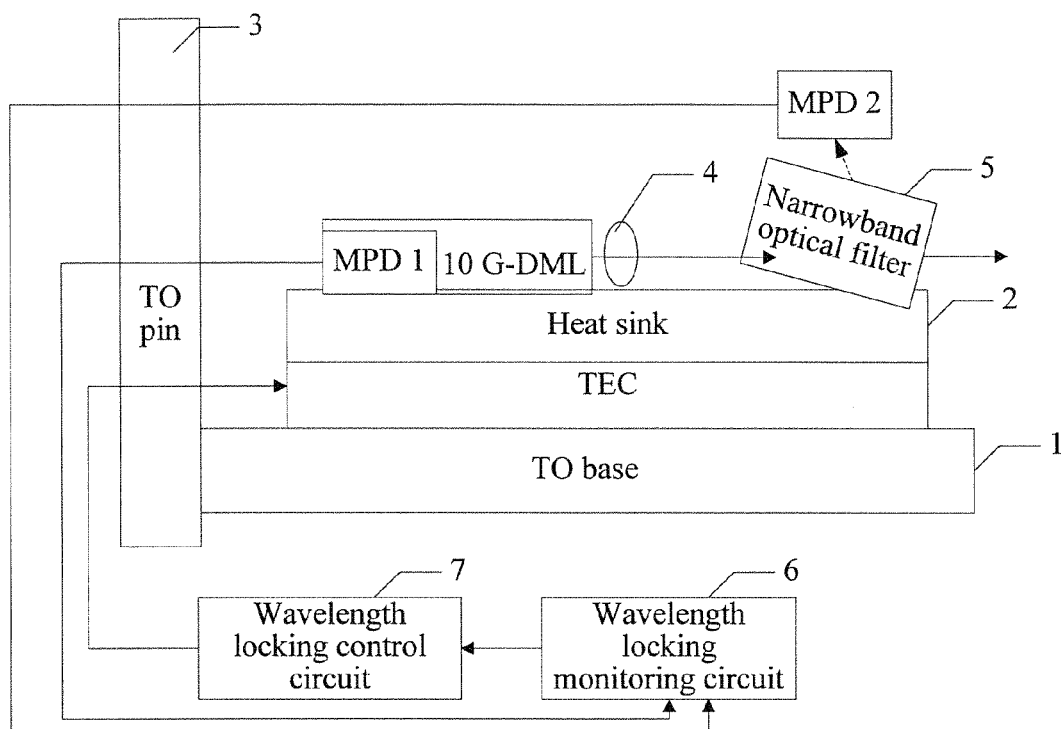 3
MPD 2
5
4
Narrowband
optical filter
MPD 1
10 G-DML
TO
pin
2
Heat sink
TEC
1
TO base
7
6
Wavelength
locking control
circuit
Wavelength
locking
monitoring circuit